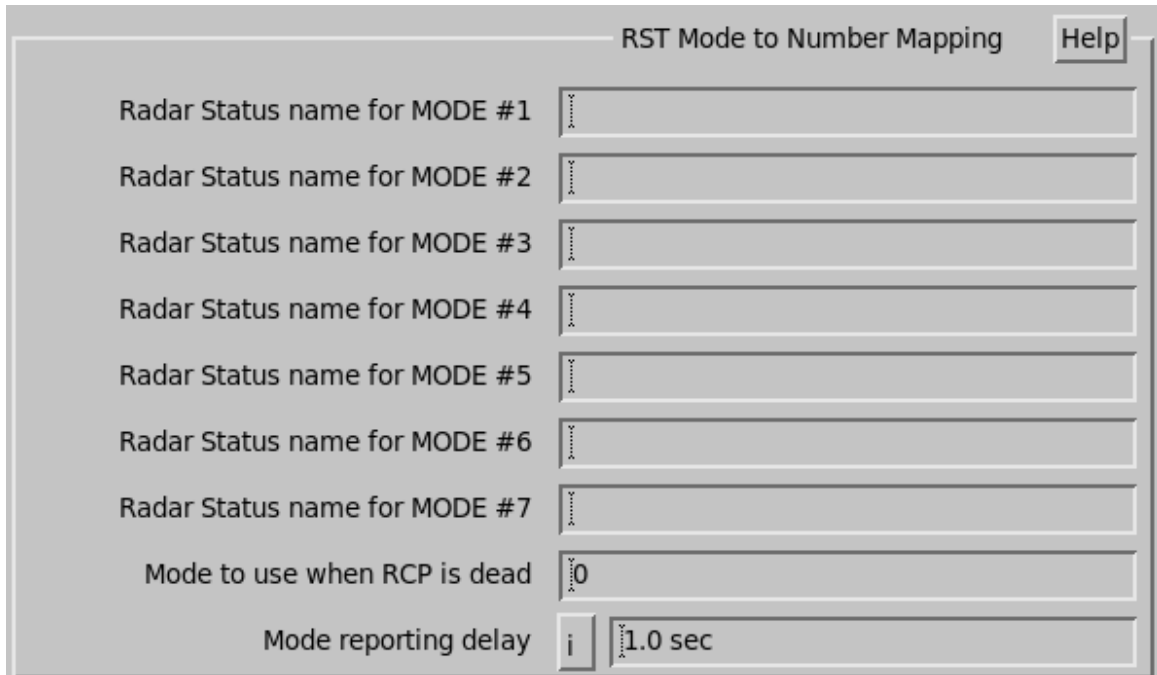 RST Mode to Number Mapping Help
Radar Status name for MODE #1
Radar Status name for MODE #2
Radar Status name for MODE #3
Radar Status name for MODE #4
Radar Status name for MODE #5
Radar Status name for MODE #6
Radar Status name for MODE #7
Mode to use when RCP is dead 0
Mode reporting delay i 1.0 sec